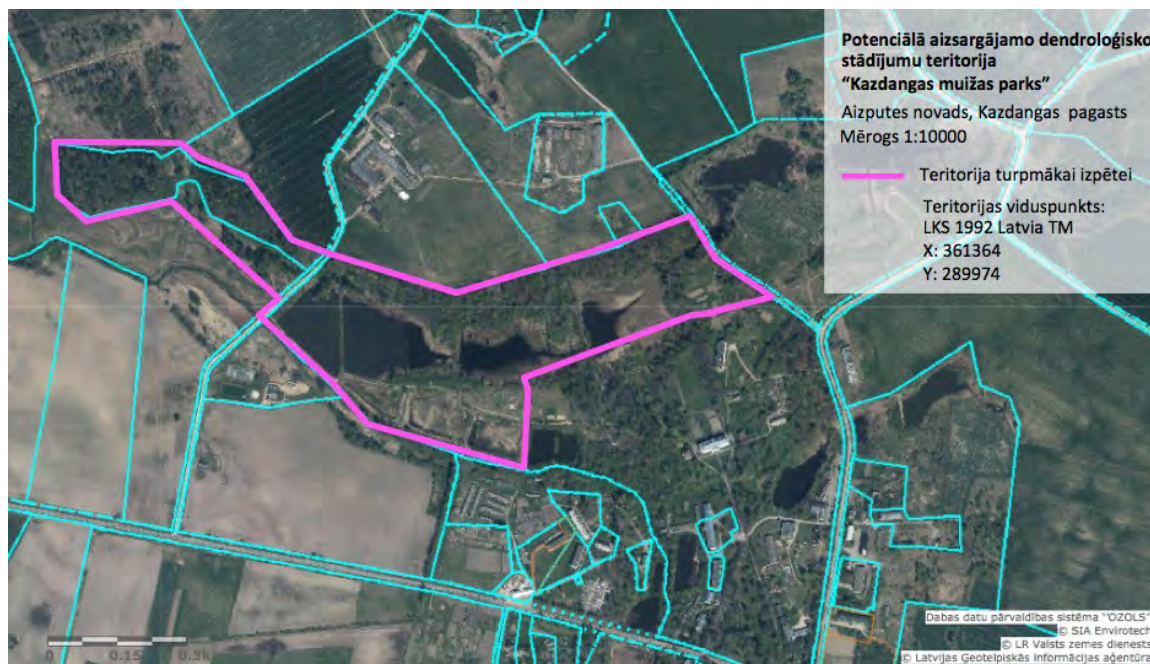 Potenciālā aizsargājamo dendroloģisko
stādījumu teritorija
“Kazdangas muižas parks”
Aizputes novads, Kazdangas pagasts
Mērogs 1:10000
Teritorija turpmākai izpētei
Teritorijas viduspunkts:
LKS 1992 Latvia TM
X: 361364
Y: 289974
0 0.15 0.3k
Dabas datu pārvaldības sistēma "OZOLS"
© SIA Envirotech
© LR Valsts zemes dienests
© Latvijas Ģeotelpiskās informācijas aģentūra